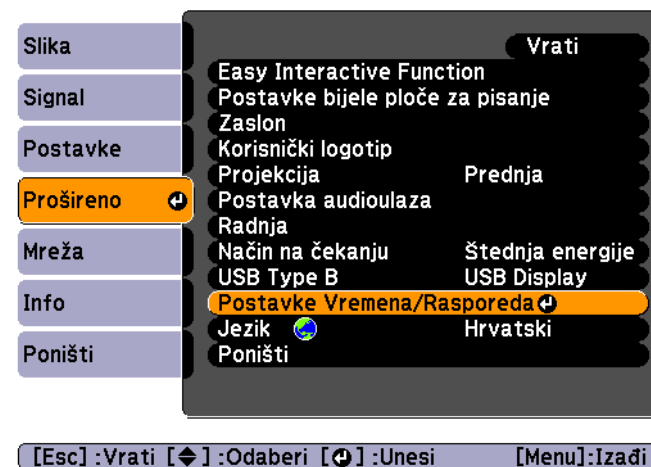 Slika
Signal
Postavke
Prošireno
Mreža
Info
Poništi
Vrati
Easy Interactive Function
Postavke bijele ploče za pisanje
Zaslon
Korisnički logotip
Projekcija Prednja
Postavka audioulaza
Radnja
Način na čekanju Štednja energije
USB Type B USB Display
Postavke Vremena/Rasporeda
Jezik Hrvatski
Poništi
[Esc] :Vrati [◆] :Odaberi [↵] :Unesi [Menu]:Izađi